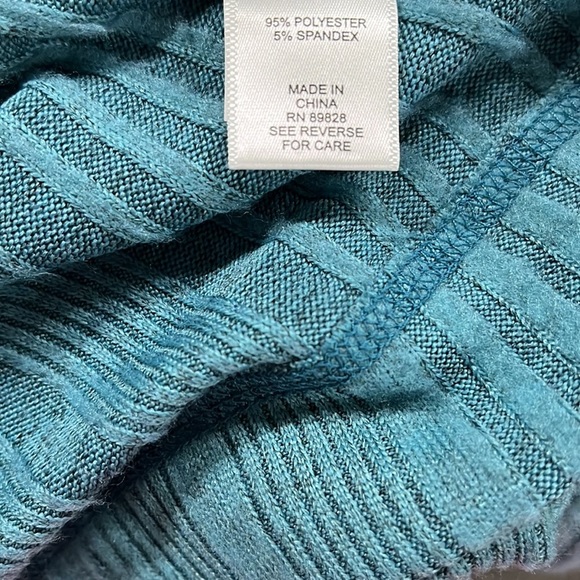 95% POLYESTER
5% SPANDEX
MADE IN
CHINA
RN 89828
SEE REVERSE
FOR CARE